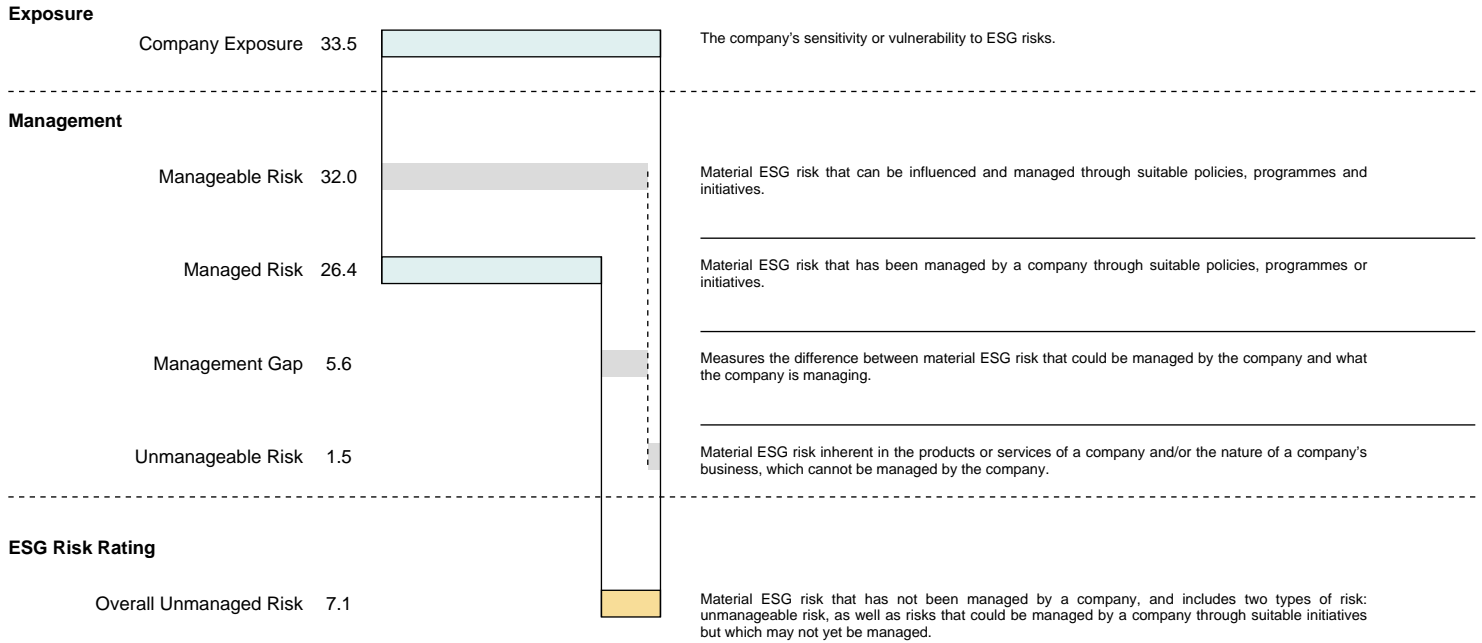 Exposure
Company Exposure 33.5
The company’s sensitivity or vulnerability to ESG risks.
Management
Manageable Risk 32.0
Material ESG risk that can be influenced and managed through suitable policies, programmes and
initiatives.
Managed Risk 26.4
Material ESG risk that has been managed by a company through suitable policies, programmes or
initiatives.
Management Gap 5.6
Measures the difference between material ESG risk that could be managed by the company and what
the company is managing.
Unmanageable Risk 1.5
Material ESG risk inherent in the products or services of a company and/or the nature of a company’s
business, which cannot be managed by the company.
ESG Risk Rating
Overall Unmanaged Risk 7.1
Material ESG risk that has not been managed by a company, and includes two types of risk:
unmanageable risk, as well as risks that could be managed by a company through suitable initiatives
but which may not yet be managed.